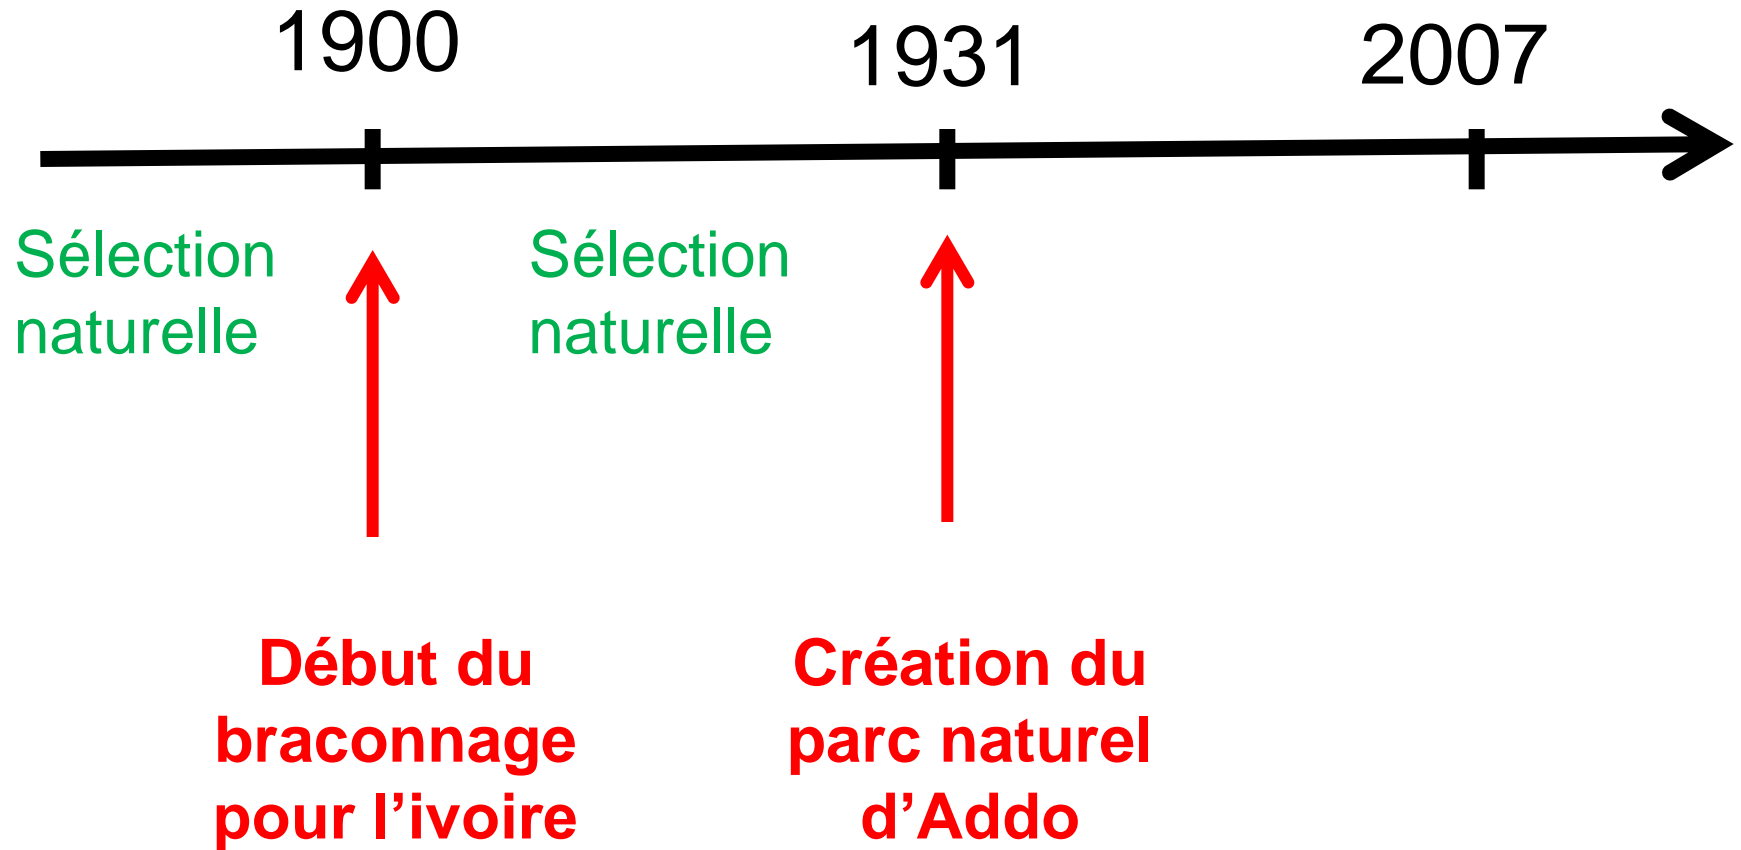 1900
1931
2007
Sélection
naturelle
Sélection
naturelle
Début du
braconnage
pour l’ivoire
Création du
parc naturel
d’Addo